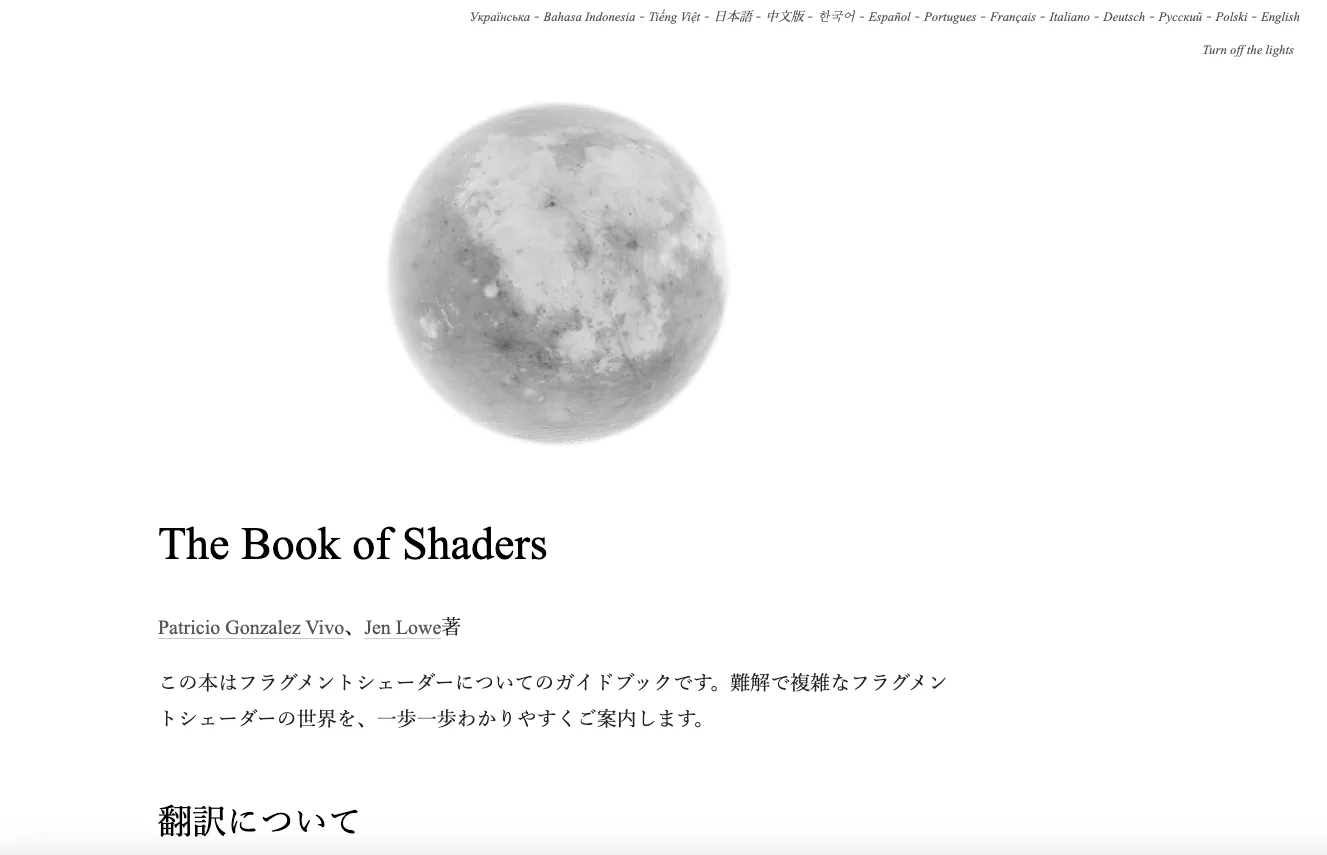 Українська - Bahasa Indonesia - Tiếng Việt - 日本語 - 中文版 - 한국어 - Español - Portugues - Français - Italiano - Deutsch - Русский - Polski - English
Turn off the lights
The Book of Shaders
Patricio Gonzalez Vivo、Jen Lowe著
この本はフラグメントシェーダーについてのガイドブックです。難解で複雑なフラグメン
トシェーダーの世界を、一歩一歩わかりやすくご案内します。
翻訳について